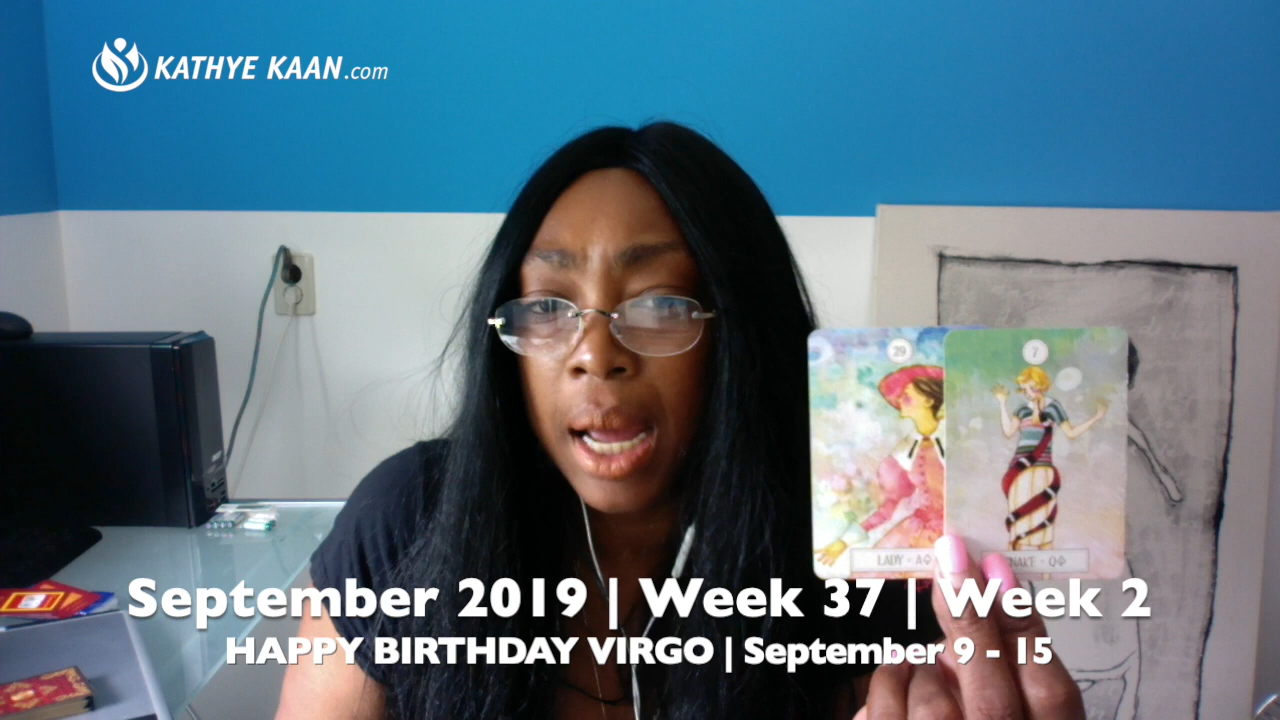 KATHYE KAAN.com
29
7
LADY - A
SNAKE - Q
September 2019 | Week 37 | Week 2
HAPPY BIRTHDAY VIRGO | September 9 - 15